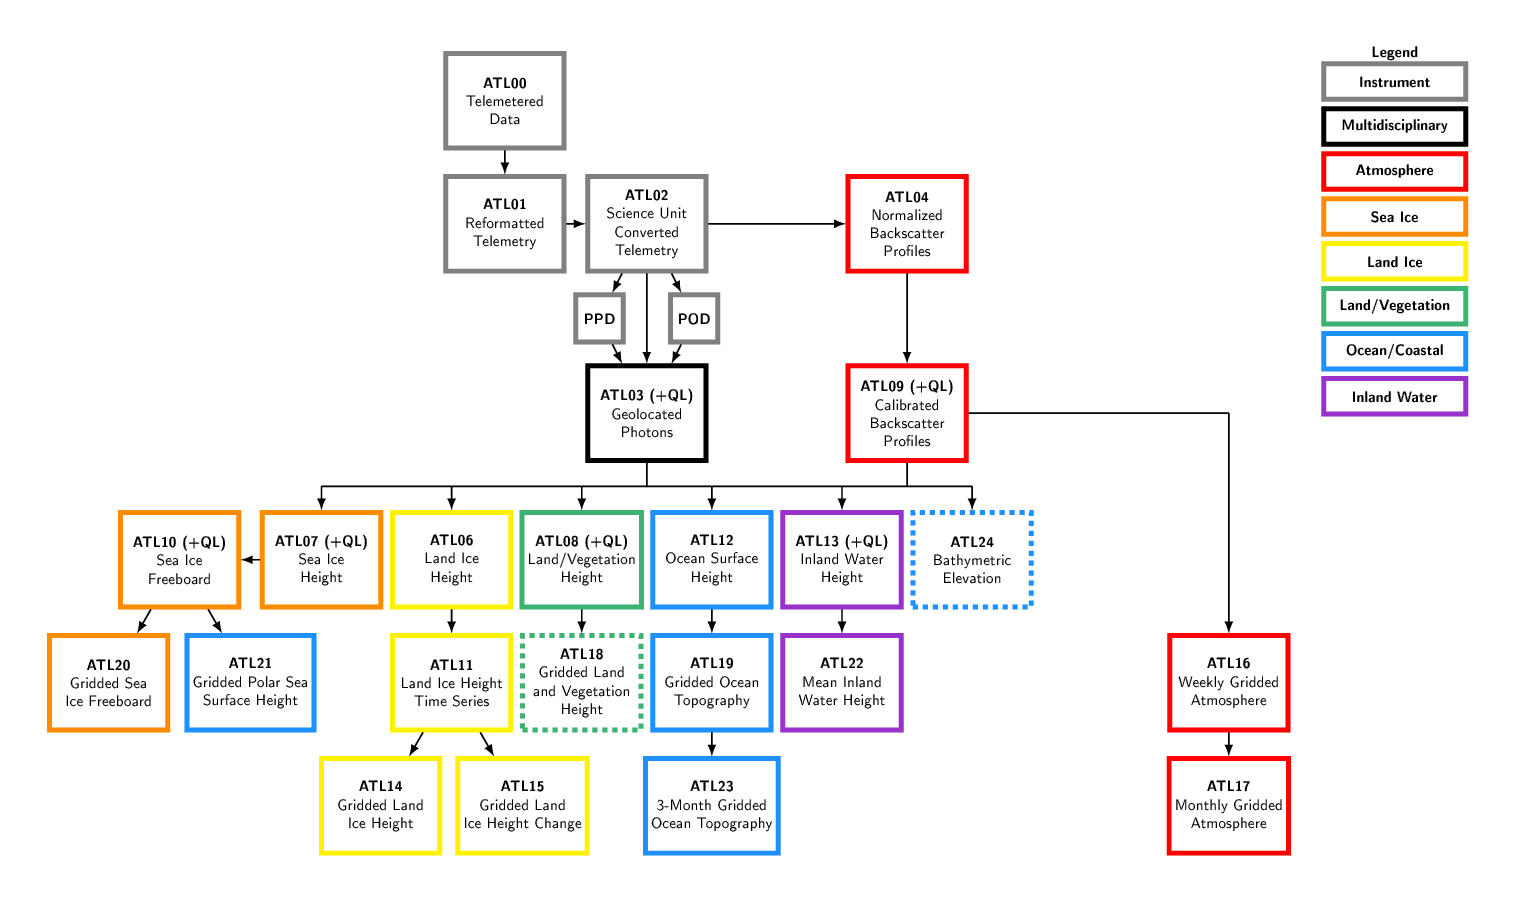 ATL00
Telemetered
Data
ATL01
Reformatted
Telemetry
ATL02
Science Unit
Converted
Telemetry
ATL04
Normalized
Backscatter
Profiles
PPD
POD
ATL03 (+QL)
Geolocated
Photons
ATL09 (+QL)
Calibrated
Backscatter
Profiles
ATL10 (+QL)
Sea Ice
Freeboard
ATL07 (+QL)
Sea Ice
Height
ATL06
Land Ice
Height
ATL08 (+QL)
Land/Vegetation
Height
ATL12
Ocean Surface
Height
ATL13 (+QL)
Inland Water
Height
ATL24
Bathymetric
Elevation
ATL20
Gridded Sea
Ice Freeboard
ATL21
Gridded Polar Sea
Surface Height
ATL11
Land Ice Height
Time Series
ATL18
Gridded Land
and Vegetation
Height
ATL19
Gridded Ocean
Topography
ATL22
Mean Inland
Water Height
ATL16
Weekly Gridded
Atmosphere
ATL14
Gridded Land
Ice Height
ATL15
Gridded Land
Ice Height Change
ATL23
3-Month Gridded
Ocean Topography
ATL17
Monthly Gridded
Atmosphere
Legend
Instrument
Multidisciplinary
Atmosphere
Sea Ice
Land Ice
Land/Vegetation
Ocean/Coastal
Inland Water